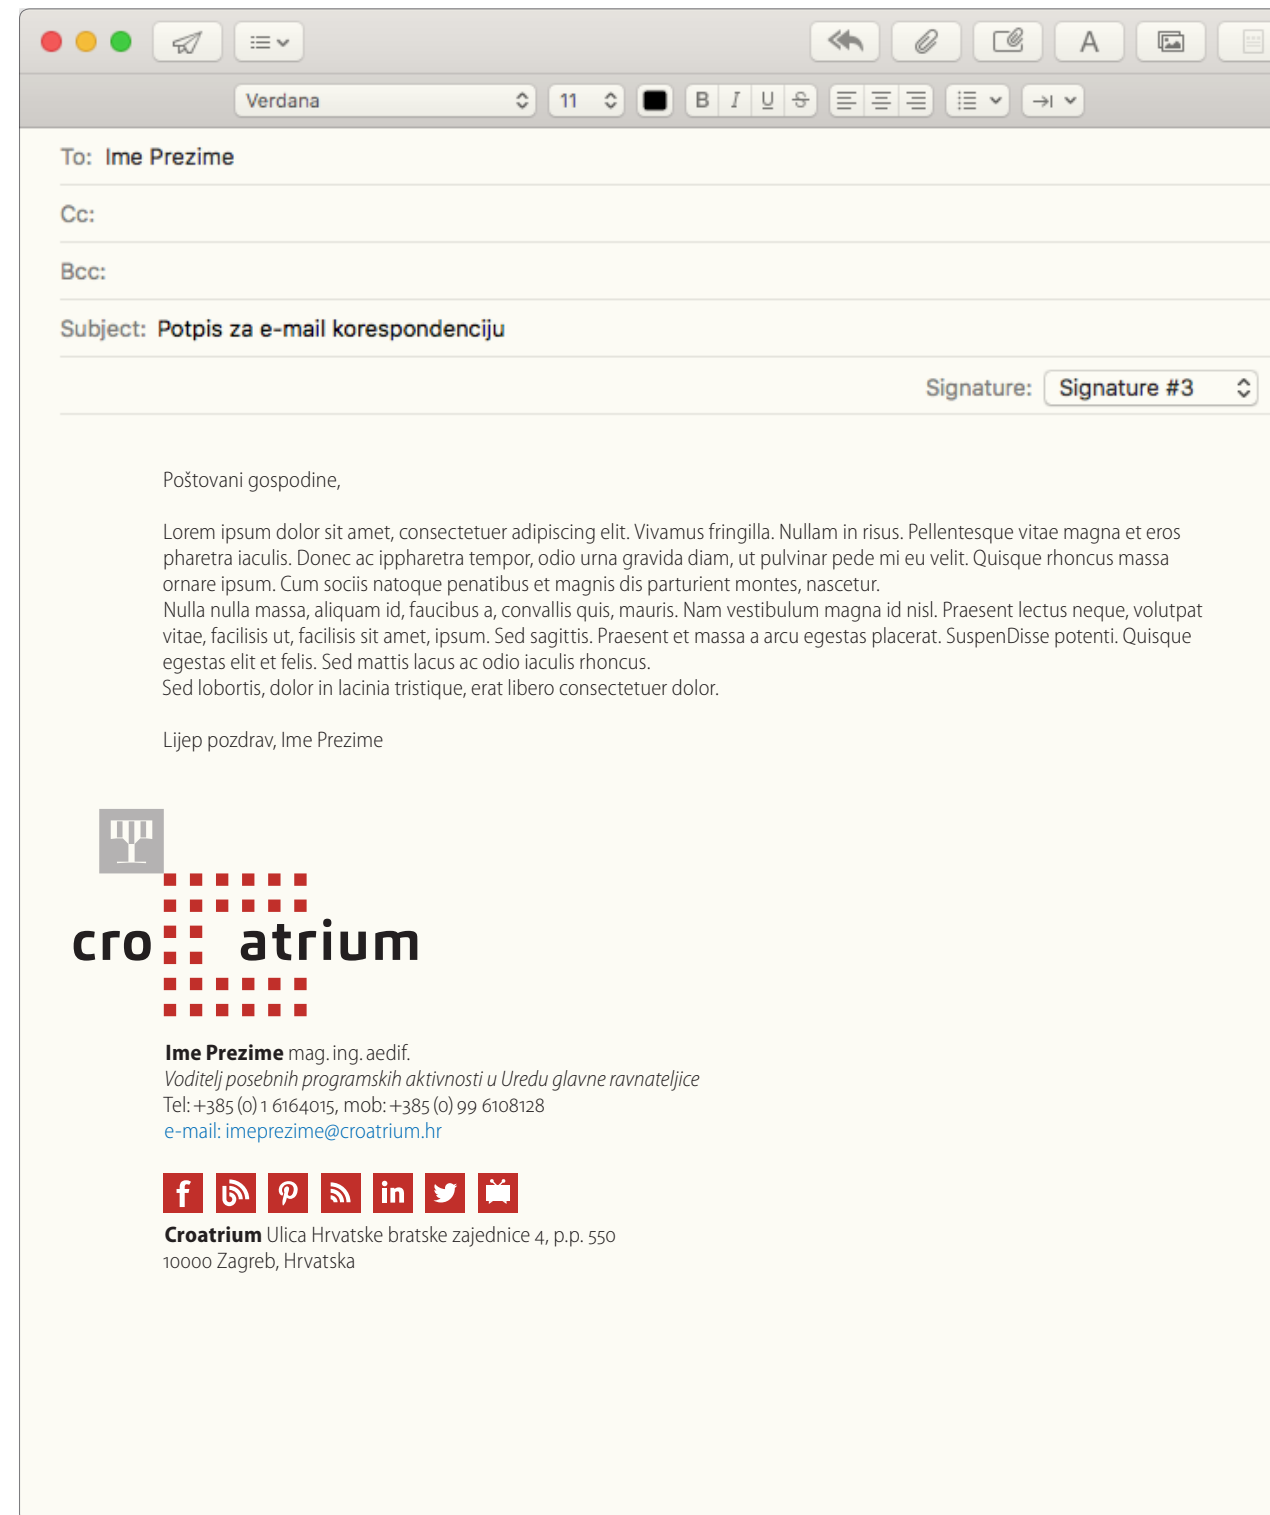 Verdana
11
A
B I U S
To: Ime Prezime
Cc:
Bcc:
Subject: Potpis za e-mail korespondenciju
Signature: Signature #3
Poštovani gospodine,
Lorem ipsum dolor sit amet, consectetuer adipiscing elit. Vivamus fringilla. Nullam in risus. Pellentesque vitae magna et eros
pharetra iaculis. Donec ac ippharetra tempor, odio urna gravida diam, ut pulvinar pede mi eu velit. Quisque rhoncus massa
ornare ipsum. Cum sociis natoque penatibus et magnis dis parturient montes, nascetur.
Nulla nulla massa, aliquam id, faucibus a, convallis quis, mauris. Nam vestibulum magna id nisl. Praesent lectus neque, volutpat
vitae, facilisis ut, facilisis sit amet, ipsum. Sed sagittis. Praesent et massa a arcu egestas placerat. SuspenDisse potenti. Quisque
egestas elit et felis. Sed mattis lacus ac odio iaculis rhoncus.
Sed lobortis, dolor in lacinia tristique, erat libero consectetuer dolor.
Lijep pozdrav, Ime Prezime
cro atrium
Ime Prezime mag. ing. aedif.
Voditelj posebnih programskih aktivnosti u Uredu glavne ravnateljice
Tel: +385 (0) 1 6164015, mob: +385 (0) 99 6108128
e-mail: imeprezime@croatrium.hr
Croatrium Ulica Hrvatske bratske zajednice 4, p.p. 550
10000 Zagreb, Hrvatska